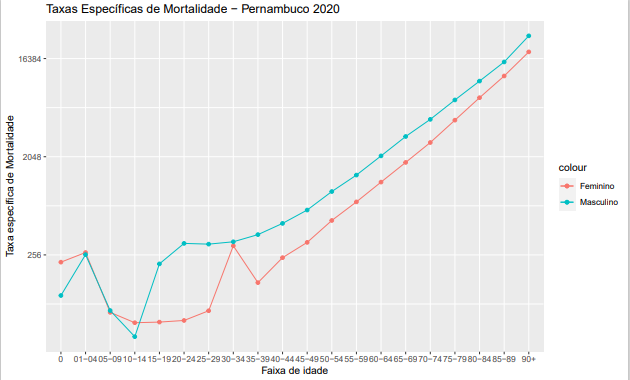 Taxas Específicas de Mortalidade − Pernambuco 2020
Taxa específica de Mortalidade
16384
2048
256
0 01−04 05−09 10−14 15−19 20−24 25−29 30−34 35−39 40−44 45−49 50−54 55−59 60−64 65−69 70−74 75−79 80−84 85−89 90+
Faixa de idade
colour
Feminino
Masculino